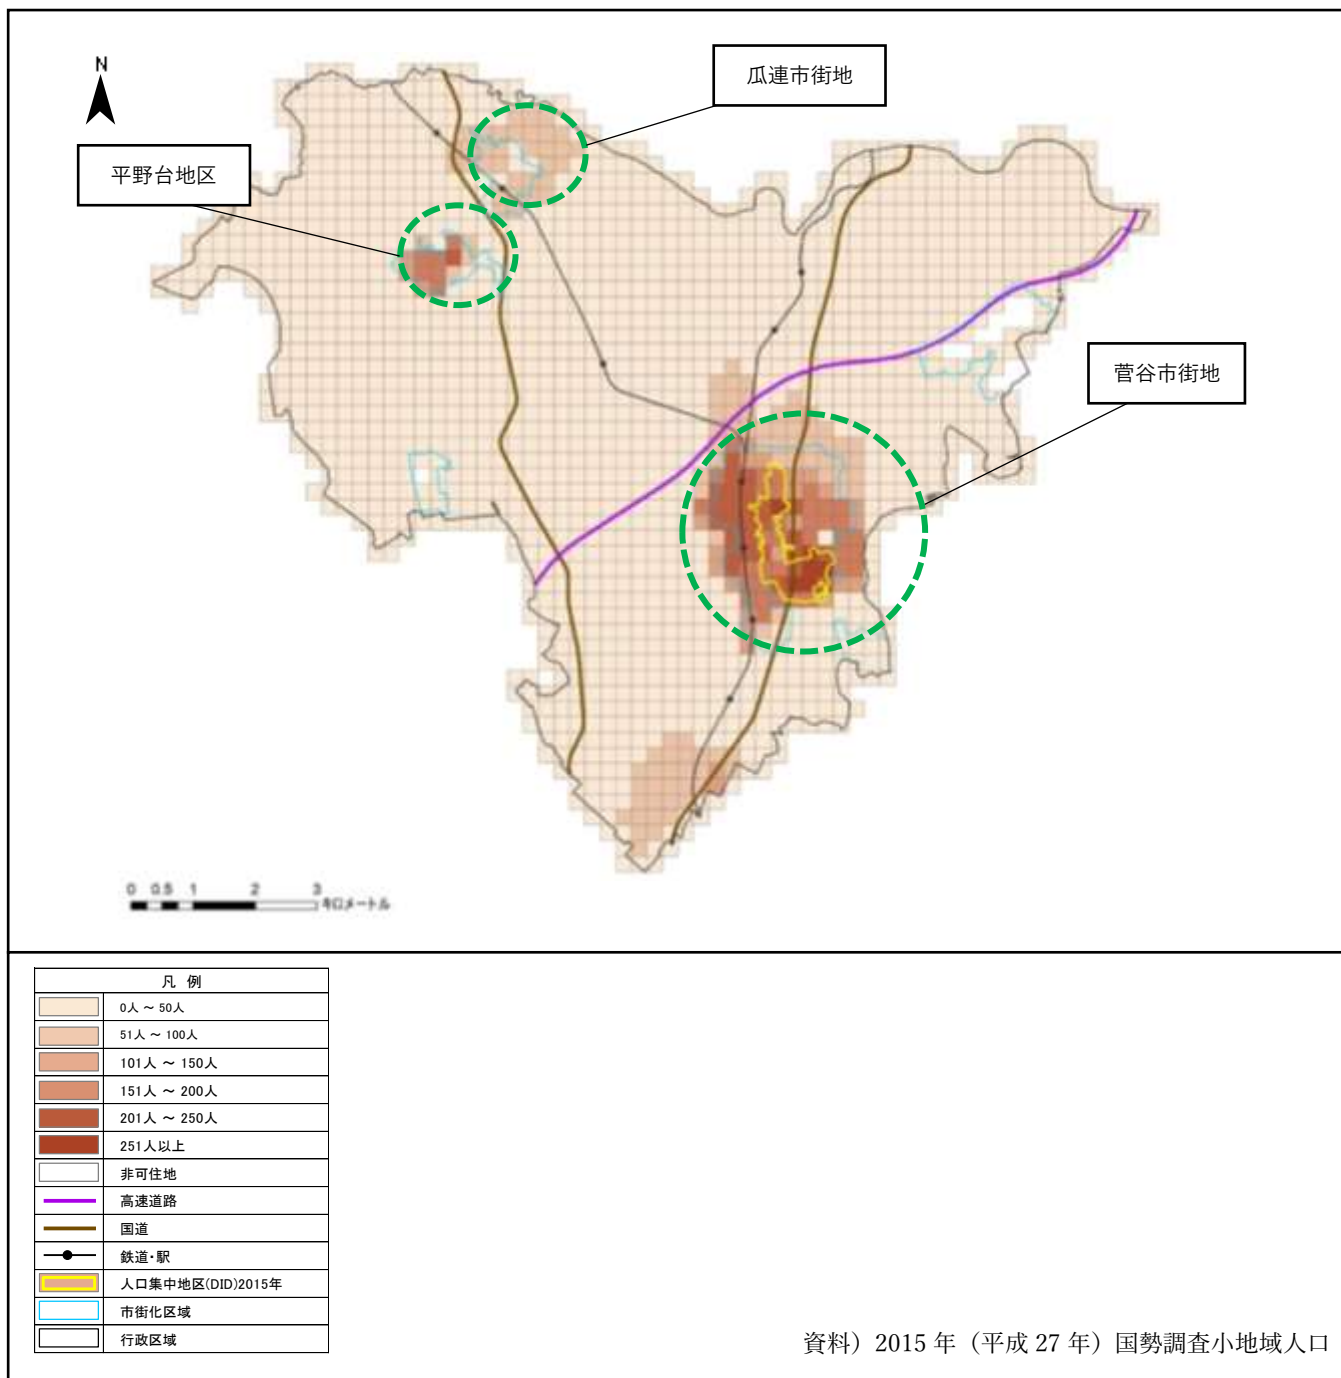 N
瓜連市街地
平野台地区
菅谷市街地
0 0.5 1 2 3
キロメートル
凡 例
0人 ～ 50人
51人 ～ 100人
101人 ～ 150人
151人 ～ 200人
201人 ～ 250人
251人以上
非可住地
高速道路
国道
鉄道・駅
人口集中地区(DID)2015年
市街化区域
行政区域
資料）2015 年（平成 27 年）国勢調査小地域人口